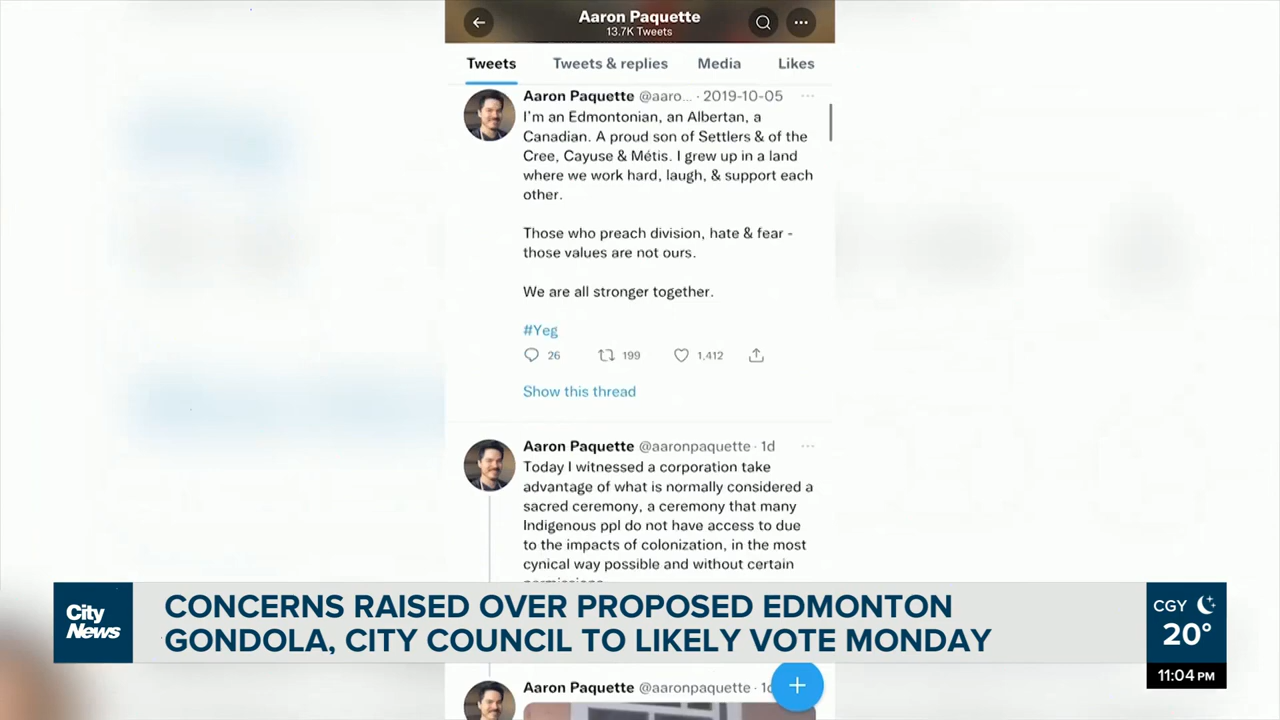 Aaron Paquette
13.7K Tweets
Tweets Tweets & replies Media Likes
Aaron Paquette @aaro... · 2019-10-05
I'm an Edmontonian, an Albertan, a
Canadian. A proud son of Settlers & of the
Cree, Cayuse & Métis. I grew up in a land
where we work hard, laugh, & support each
other.
Those who preach division, hate & fear -
those values are not ours.
We are all stronger together.
#Yeg
26 199 1,412
Show this thread
Aaron Paquette @aaronpaquette · 1d
Today I witnessed a corporation take
advantage of what is normally considered a
sacred ceremony, a ceremony that many
Indigenous ppl do not have access to due
to the impacts of colonization, in the most
cynical way possible and without certain
permissions
City
News
CONCERNS RAISED OVER PROPOSED EDMONTON
GONDOLA, CITY COUNCIL TO LIKELY VOTE MONDAY
CGY
20°
11:04 PM
Aaron Paquette @aaronpaquette · 1d